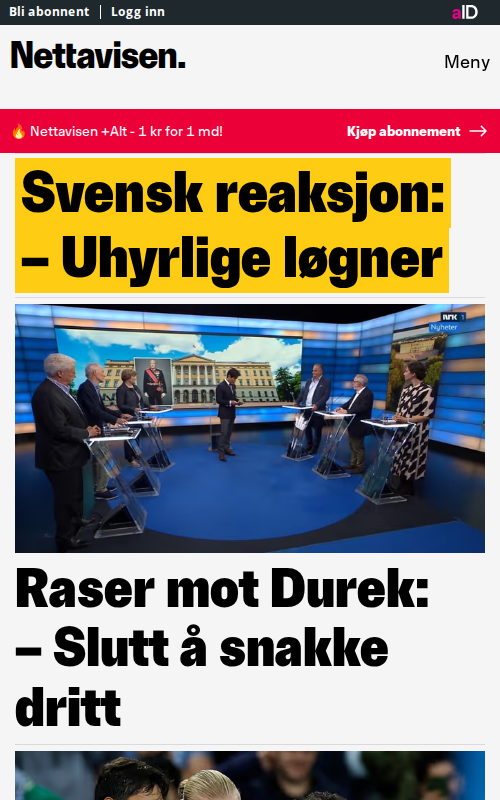 Bli abonnent | Logg inn
aID
Nettavisen.
Meny
🔥 Nettavisen +Alt - 1 kr for 1 md!
Kjøp abonnement →
Svensk reaksjon:
– Uhyrlige løgner
NRK 1
Nyheter
Raser mot Durek:
– Slutt å snakke
dritt